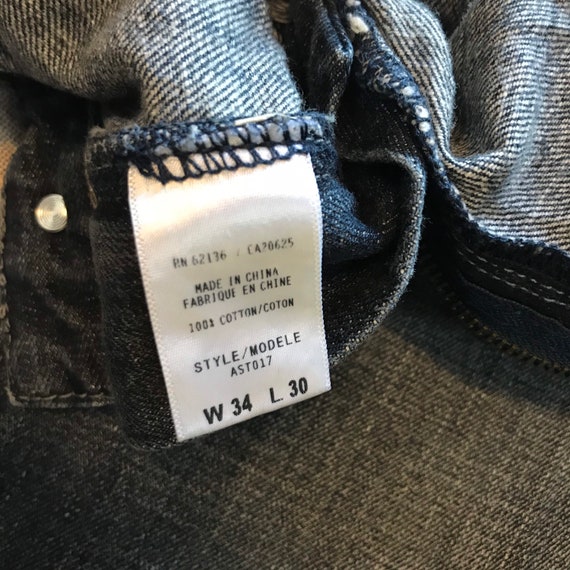 RN 62136 / CA20625
MADE IN CHINA
FABRIQUE EN CHINE
100% COTTON/COTON
STYLE/MODELE
AST017
W 34 L 30